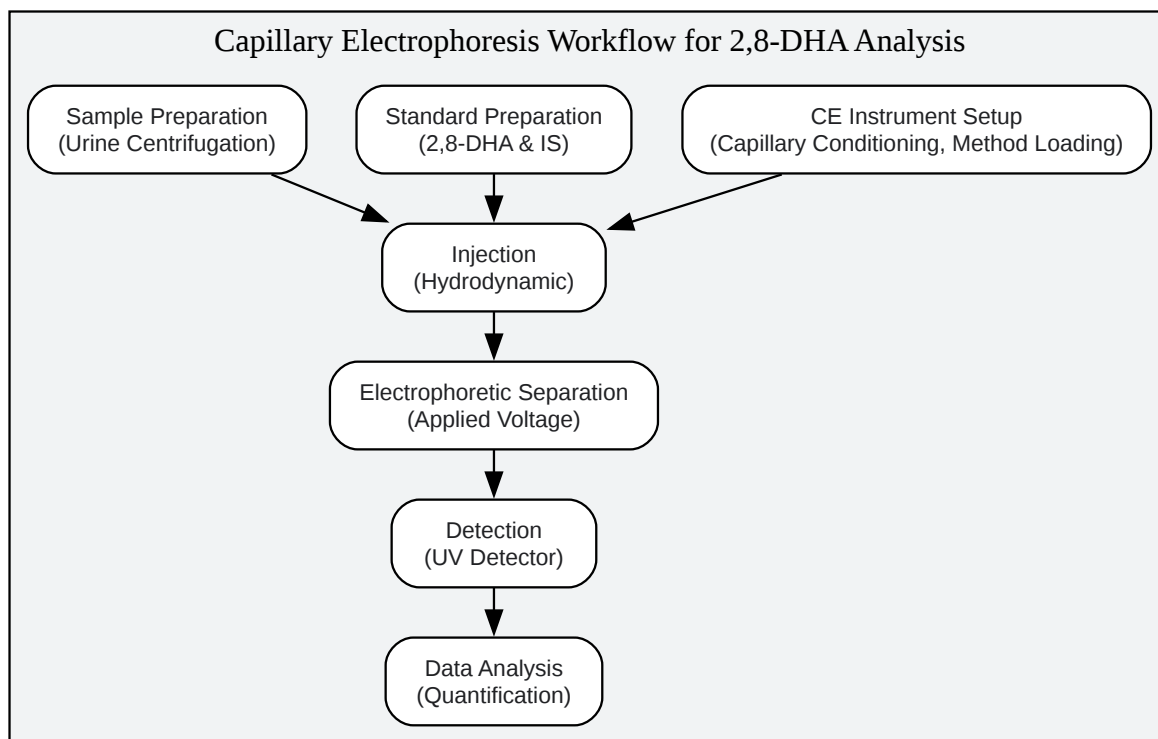 Capillary Electrophoresis Workflow for 2,8-DHA Analysis
Sample Preparation
(Urine Centrifugation)
Standard Preparation
(2,8-DHA & IS)
CE Instrument Setup
(Capillary Conditioning, Method Loading)
Injection
(Hydrodynamic)
Electrophoretic Separation
(Applied Voltage)
Detection
(UV Detector)
Data Analysis
(Quantification)